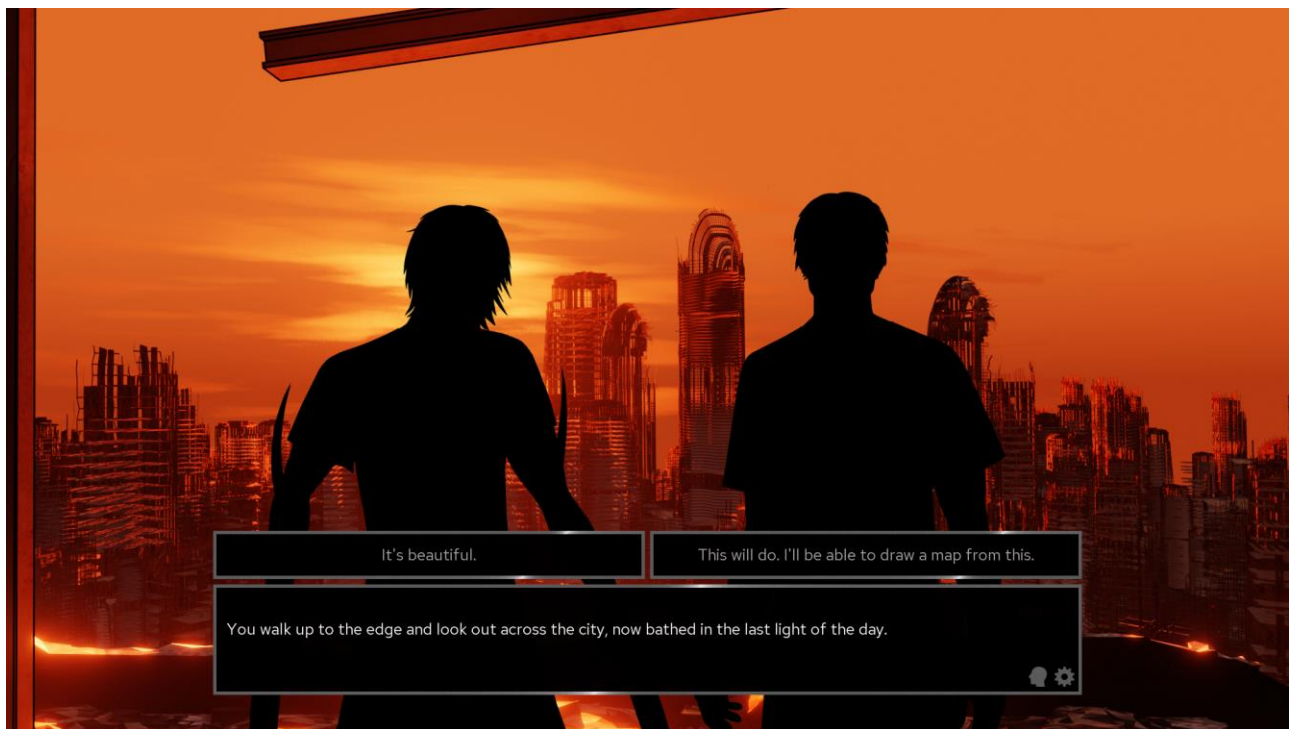 It's beautiful.
This will do. I'll be able to draw a map from this.
You walk up to the edge and look out across the city, now bathed in the last light of the day.